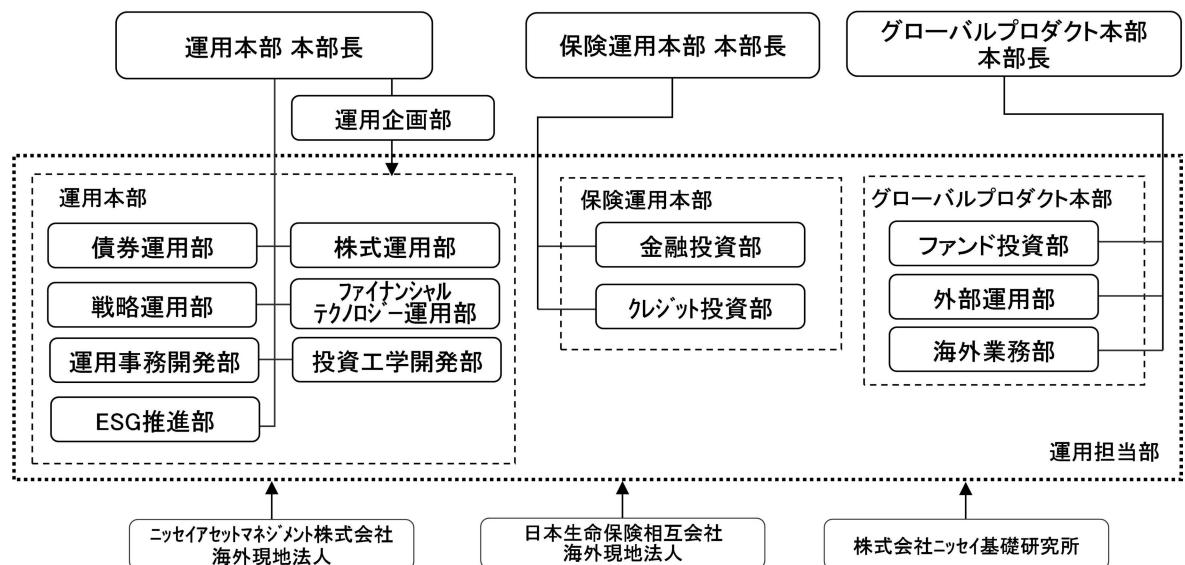 運用本部 本部長
保険運用本部 本部長
グローバルプロダクト本部
本部長
運用企画部
運用本部
債券運用部
株式運用部
戦略運用部
ファイナンシャル
テクノロジー運用部
運用事務開発部
投資工学開発部
ESG推進部
保険運用本部
金融投資部
クレジット投資部
グローバルプロダクト本部
ファンド投資部
外部運用部
海外業務部
運用担当部
ニッセイアセットマネジメント株式会社
海外現地法人
日本生命保険相互会社
海外現地法人
株式会社ニッセイ基礎研究所